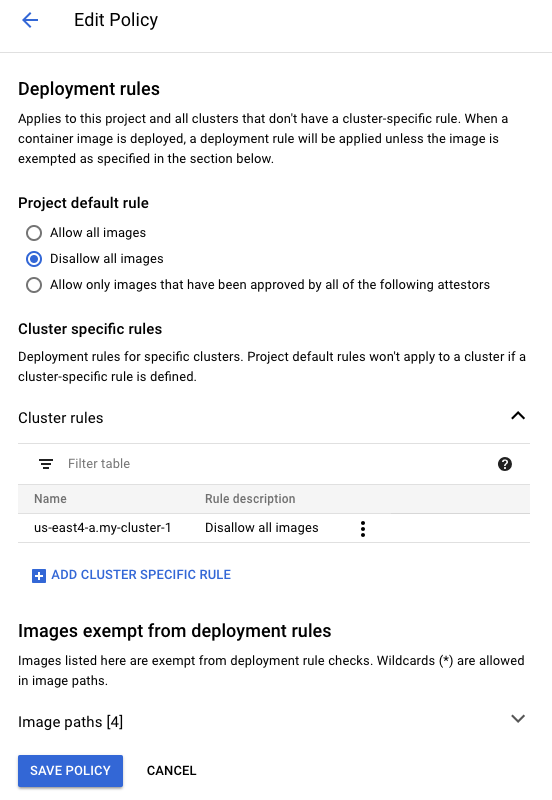 Edit Policy
Deployment rules
Applies to this project and all clusters that don't have a cluster-specific rule. When a
container image is deployed, a deployment rule will be applied unless the image is
exempted as specified in the section below.
Project default rule
Allow all images
Disallow all images
Allow only images that have been approved by all of the following attestors
Cluster specific rules
Deployment rules for specific clusters. Project default rules won't apply to a cluster if a
cluster-specific rule is defined.
Cluster rules
Filter table
Name Rule description
us-east4-a.my-cluster-1 Disallow all images
ADD CLUSTER SPECIFIC RULE
Images exempt from deployment rules
Images listed here are exempt from deployment rule checks. Wildcards (*) are allowed
in image paths.
Image paths [4]
SAVE POLICY CANCEL